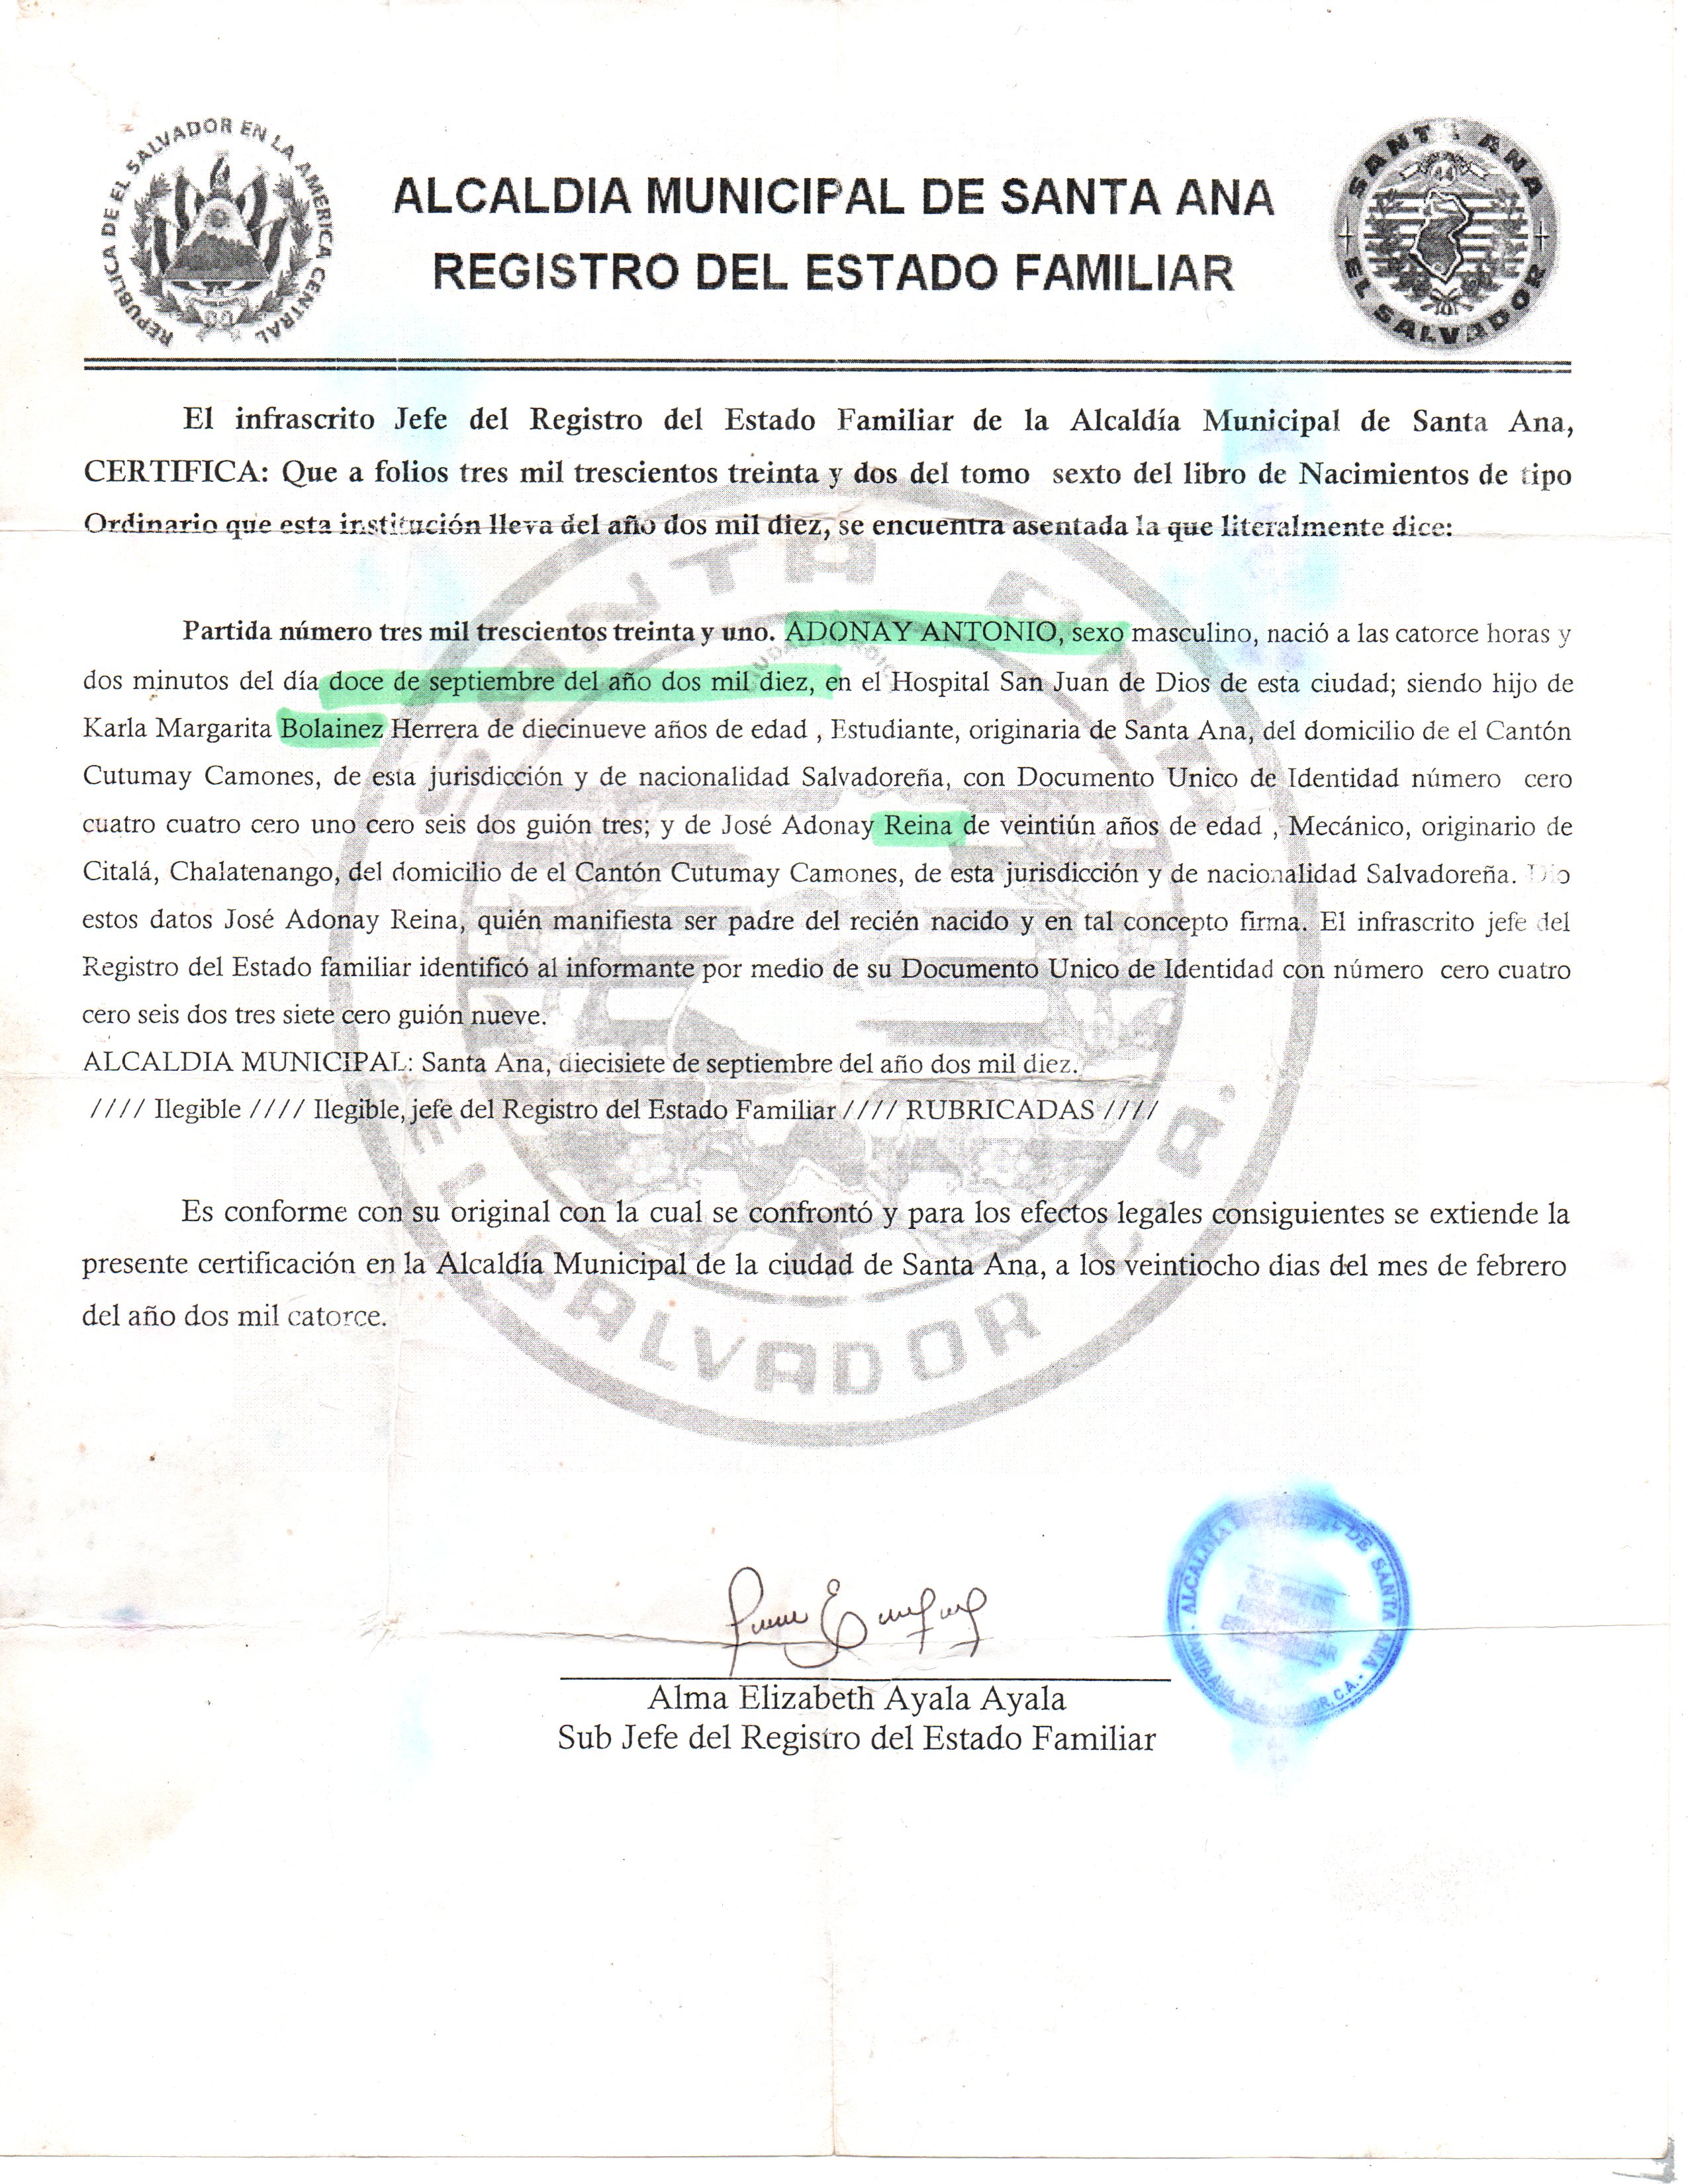 REPUBLICA DE EL SALVADOR EN LA AMERICA CENTRAL
ALCALDIA MUNICIPAL DE SANTA ANA
REGISTRO DEL ESTADO FAMILIAR
SANTA ANA
EL SALVADOR
El infrascrito Jefe del Registro del Estado Familiar de la Alcaldía Municipal de Santa Ana,
CERTIFICA: Que a folios tres mil trescientos treinta y dos del tomo sexto del libro de Nacimientos de tipo
Ordinario que esta institución lleva del año dos mil diez, se encuentra asentada la que literalmente dice:
Partida número tres mil trescientos treinta y uno. ADONAY ANTONIO, sexo masculino, nació a las catorce horas y
dos minutos del día doce de septiembre del año dos mil diez, en el Hospital San Juan de Dios de esta ciudad; siendo hijo de
Karla Margarita Bolainez Herrera de diecinueve años de edad , Estudiante, originaria de Santa Ana, del domicilio de el Cantón
Cutumay Camones, de esta jurisdicción y de nacionalidad Salvadoreña, con Documento Unico de Identidad número cero
cuatro cuatro cero uno cero seis dos guión tres; y de José Adonay Reina de veintiún años de edad , Mecánico, originario de
Citalá, Chalatenango, del domicilio de el Cantón Cutumay Camones, de esta jurisdicción y de nacionalidad Salvadoreña. Dio
estos datos José Adonay Reina, quién manifiesta ser padre del recién nacido y en tal concepto firma. El infrascrito jefe del
Registro del Estado familiar identificó al informante por medio de su Documento Unico de Identidad con número cero cuatro
cero seis dos tres siete cero guión nueve.
ALCALDIA MUNICIPAL: Santa Ana, diecisiete de septiembre del año dos mil diez.
//// Ilegible //// Ilegible, jefe del Registro del Estado Familiar //// RUBRICADAS ////
Es conforme con su original con la cual se confrontó y para los efectos legales consiguientes se extiende la
presente certificación en la Alcaldía Municipal de la ciudad de Santa Ana, a los veintiocho dias del mes de febrero
del año dos mil catorce.
SANTA ANA
EL SALVADOR C.A.
ALCALDIA MUNICIPAL DE SANTA ANA
SANTA ANA, EL SALVADOR, C.A.
Alma Elizabeth Ayala Ayala
Sub Jefe del Registro del Estado Familiar